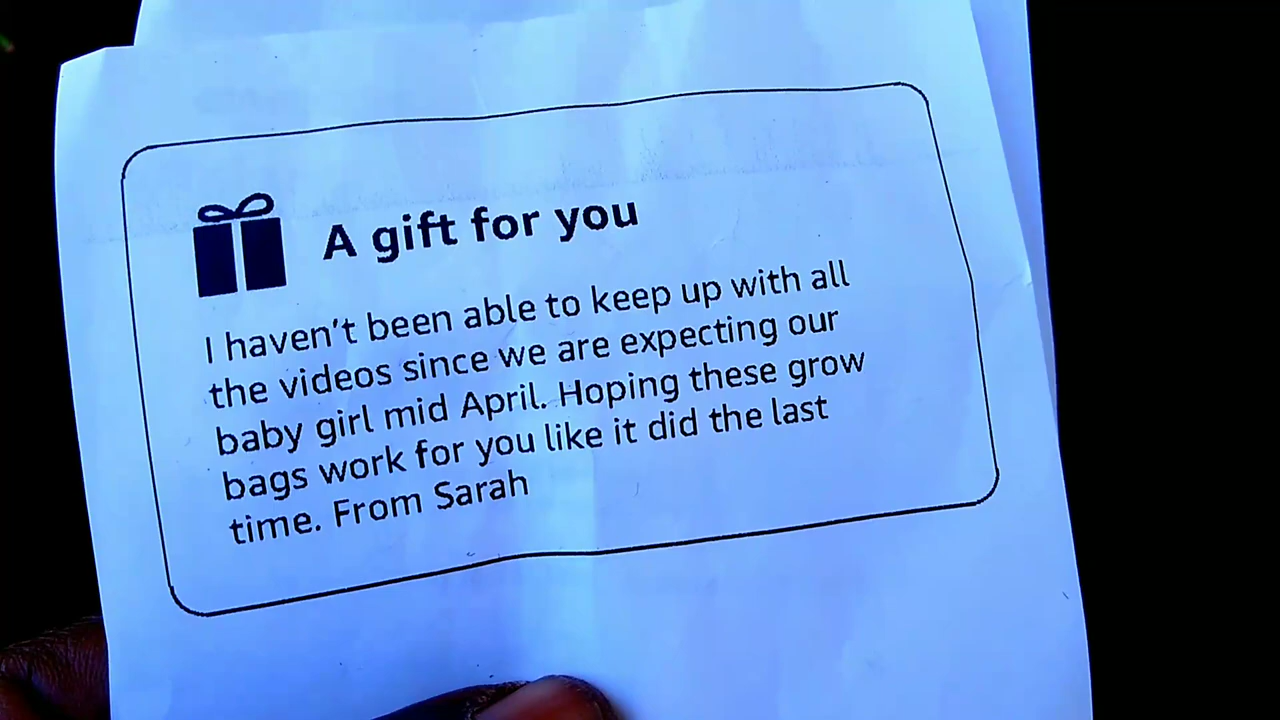 A gift for you
I haven't been able to keep up with all
the videos since we are expecting our
baby girl mid April. Hoping these grow
bags work for you like it did the last
time. From Sarah